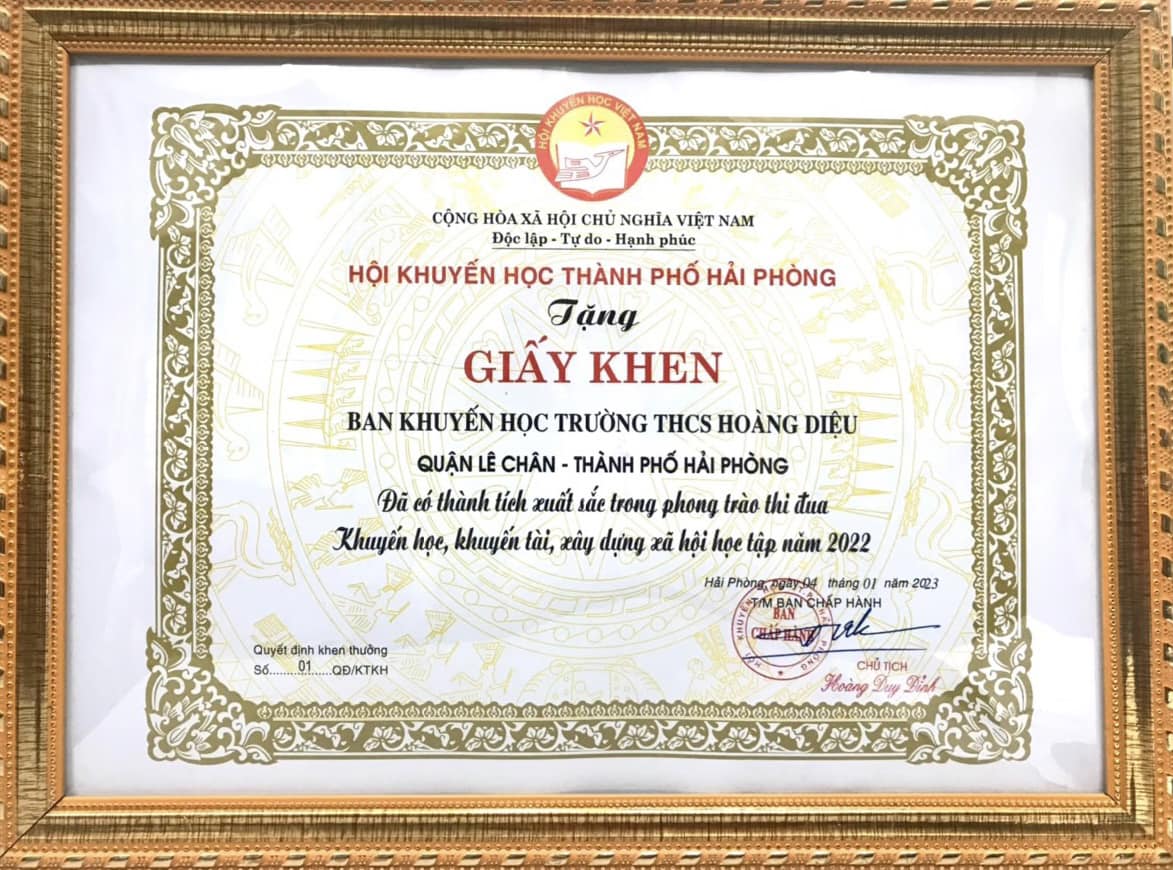 HỘI KHUYẾN HỌC VIỆT NAM
CỘNG HÒA XÃ HỘI CHỦ NGHĨA VIỆT NAM
Độc lập - Tự do - Hạnh phúc
HỘI KHUYẾN HỌC THÀNH PHỐ HẢI PHÒNG
Tặng
GIẤY KHEN
BAN KHUYẾN HỌC TRƯỜNG THCS HOÀNG DIỆU
QUẬN LÊ CHÂN - THÀNH PHỐ HẢI PHÒNG
Đã có thành tích xuất sắc trong phong trào thi đua
Khuyến học, khuyến tài, xây dựng xã hội học tập năm 2022
Hải Phòng, ngày 04 tháng 01 năm 2023
T/M BAN CHẤP HÀNH
BAN
CHẤP HÀNH
Quyết định khen thưởng
Số..........01..........QĐ/KTKH
CHỦ TỊCH
Hoàng Duy Đỉnh